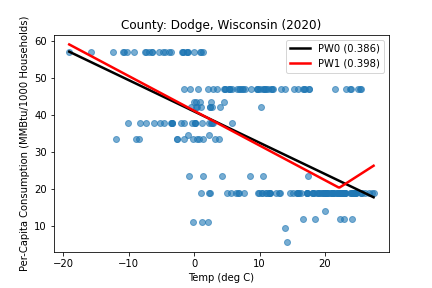 County: Dodge, Wisconsin (2020)
PW0 (0.386)
PW1 (0.398)
Per-Capita Consumption (MMBtu/1000 Households)
60
50
40
30
20
10
−20
−10
0
10
20
Temp (deg C)